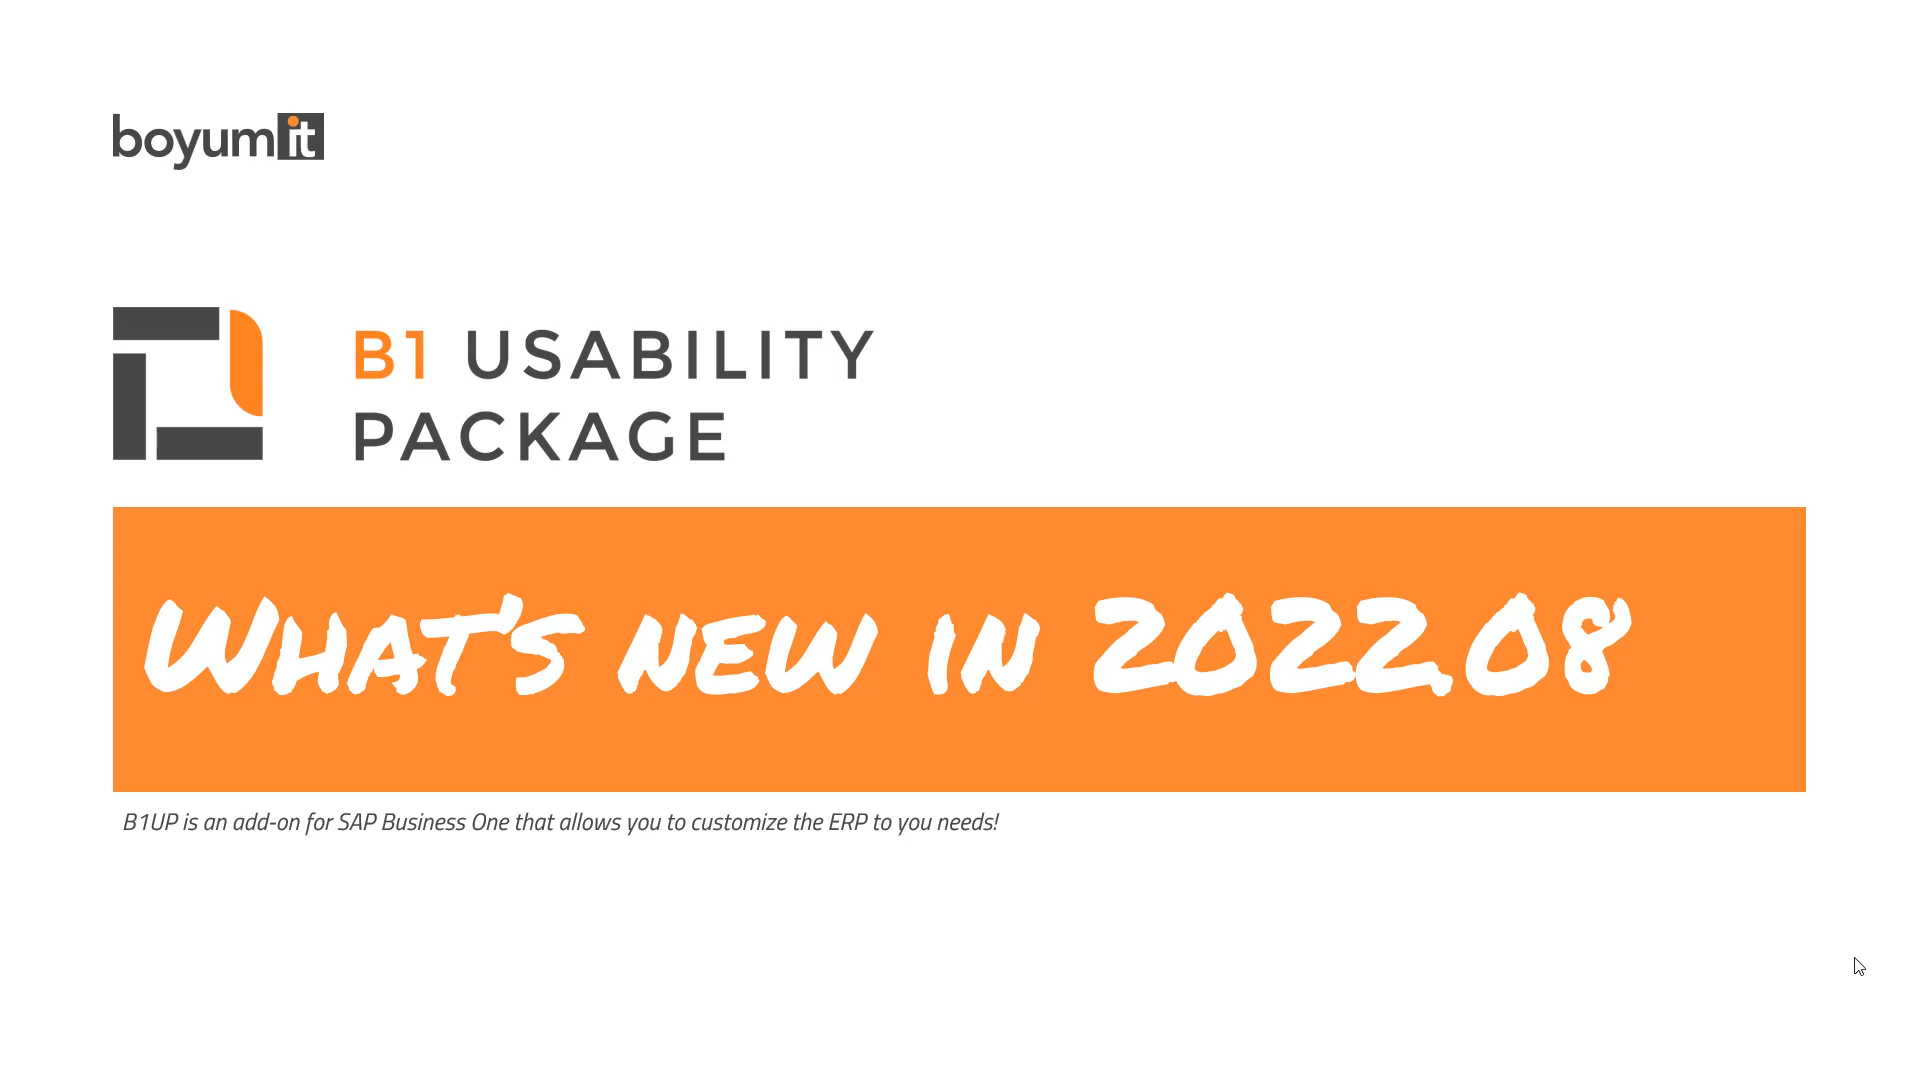 boyumit
B1 USABILITY
PACKAGE
What's new in 2022.08
B1UP is an add-on for SAP Business One that allows you to customize the ERP to you needs!